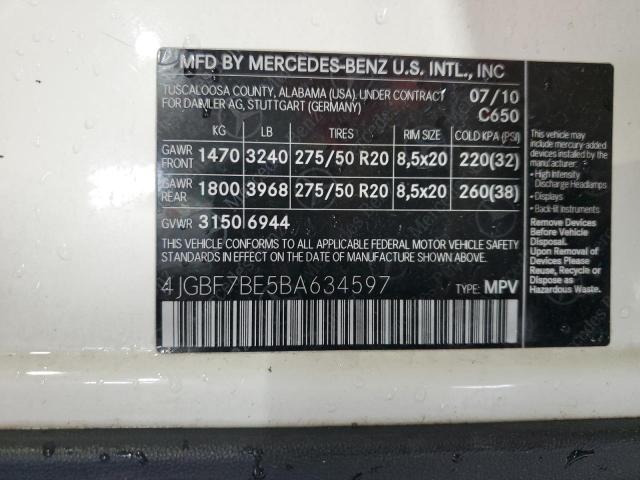 MFD BY MERCEDES-BENZ U.S. INTL., INC
TUSCALOOSA COUNTY, ALABAMA (USA). UNDER CONTRACT 07/10
FOR DAIMLER AG, STUTTGART (GERMANY) C650
KG LB TIRES RIM SIZE COLD KPA (PSI)
GAWR FRONT 1470 3240 275/50 R20 8,5x20 220(32)
GAWR REAR 1800 3968 275/50 R20 8,5x20 260(38)
GVWR 3150 6944
THIS VEHICLE CONFORMS TO ALL APPLICABLE FEDERAL MOTOR VEHICLE SAFETY
STANDARDS IN EFFECT ON THE DATE OF MANUFACTURE SHOWN ABOVE.
4JGBF7BE5BA634597 TYPE: MPV
This vehicle may
include mercury-added
devices installed by the
manufacturer:
- High Intensity
Discharge Headlamps
- Displays
- Back-lit Instruments
Remove Devices
Before Vehicle
Disposal.
Upon Removal of
Devices Please
Reuse, Recycle or
Dispose as
Hazardous Waste.